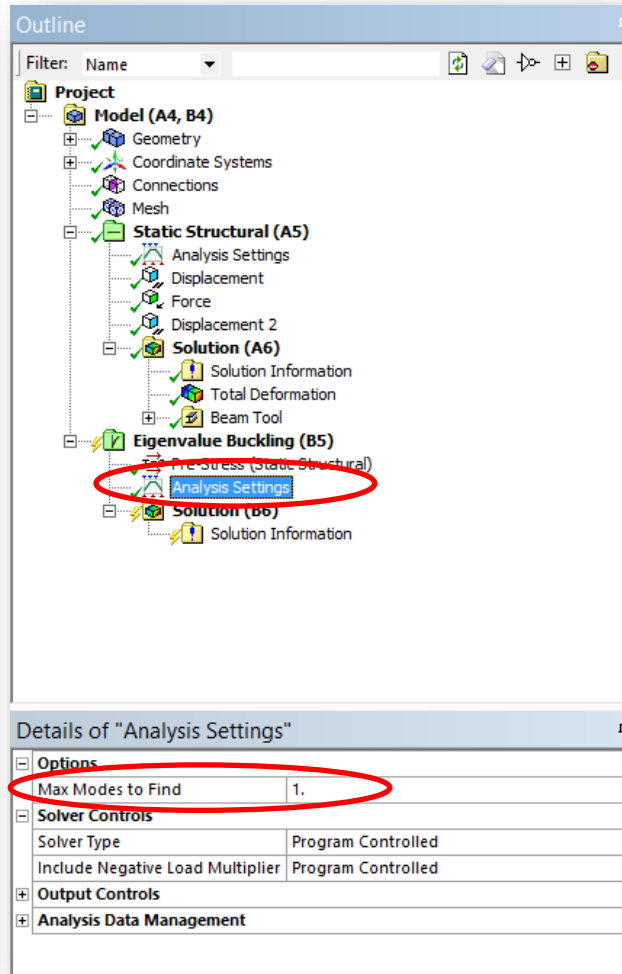 Outline
Filter: Name
Project
Model (A4, B4)
Geometry
Coordinate Systems
Connections
Mesh
Static Structural (A5)
Analysis Settings
Displacement
Force
Displacement 2
Solution (A6)
Solution Information
Total Deformation
Beam Tool
Eigenvalue Buckling (B5)
Pre-Stress (Static Structural)
Analysis Settings
Solution (B6)
Solution Information
Details of "Analysis Settings"
Options
Max Modes to Find 1.
Solver Controls
Solver Type Program Controlled
Include Negative Load Multiplier Program Controlled
Output Controls
Analysis Data Management